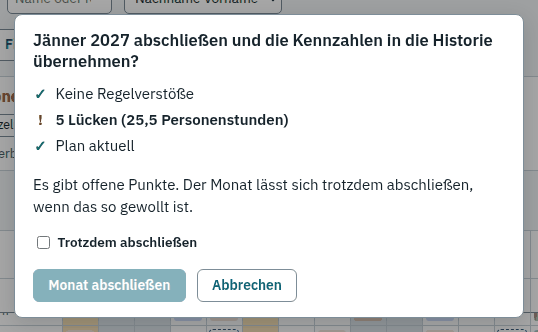 Nachname Vorname
Jänner 2027 abschließen und die Kennzahlen in die Historie
übernehmen?
✓ Keine Regelverstöße
! 5 Lücken (25,5 Personenstunden)
✓ Plan aktuell
Es gibt offene Punkte. Der Monat lässt sich trotzdem abschließen,
wenn das so gewollt ist.
Trotzdem abschließen
Monat abschließen Abbrechen